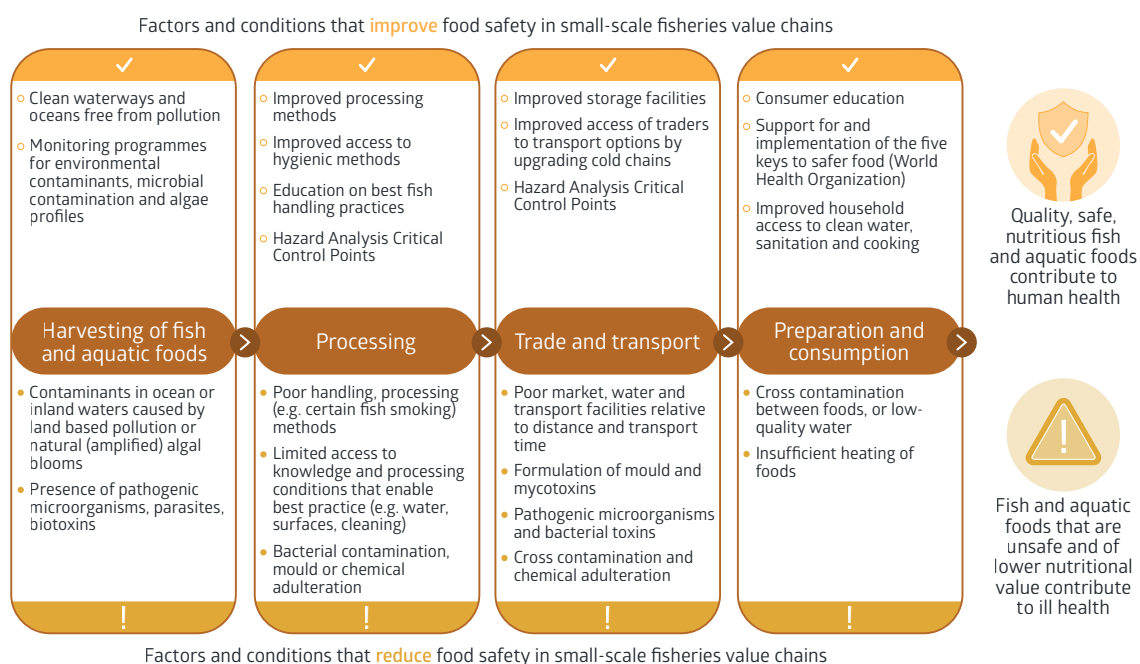 Factors and conditions that improve food safety in small-scale fisheries value chains
Clean waterways and
oceans free from pollution
Monitoring programmes
for environmental
contaminants, microbial
contamination and algae
profiles
Improved processing
methods
Improved access to
hygienic methods
Education on best fish
handling practices
Hazard Analysis Critical
Control Points
Improved storage facilities
Improved access of traders
to transport options by
upgrading cold chains
Hazard Analysis Critical
Control Points
Consumer education
Support for and
implementation of the five
keys to safer food (World
Health Organization)
Improved household
access to clean water,
sanitation and cooking
Quality, safe,
nutritious fish
and aquatic foods
contribute to
human health
Harvesting of fish
and aquatic foods
Processing
Trade and transport
Preparation and
consumption
Contaminants in ocean or
inland waters caused by
land based pollution or
natural (amplified) algal
blooms
Presence of pathogenic
microorganisms, parasites,
biotoxins
Poor handling, processing
(e.g. certain fish smoking)
methods
Limited access to
knowledge and processing
conditions that enable
best practice (e.g. water,
surfaces, cleaning)
Bacterial contamination,
mould or chemical
adulteration
Poor market, water and
transport facilities relative
to distance and transport
time
Formulation of mould and
mycotoxins
Pathogenic microorganisms
and bacterial toxins
Cross contamination and
chemical adulteration
Cross contamination
between foods, or low-
quality water
Insufficient heating of
foods
Fish and aquatic
foods that are
unsafe and of
lower nutritional
value contribute
to ill health
Factors and conditions that reduce food safety in small-scale fisheries value chains